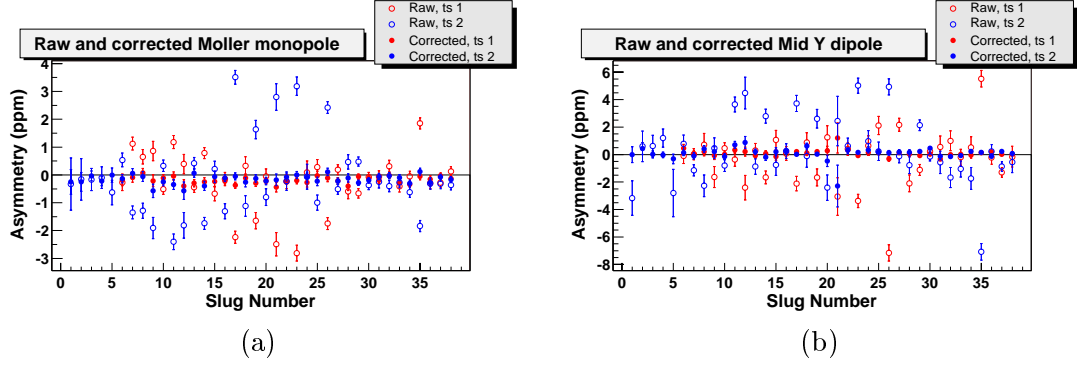 Raw, ts 1
Raw, ts 2
Corrected, ts 1
Corrected, ts 2
Raw and corrected Moller monopole
Asymmetry (ppm)
4
3
2
1
0
-1
-2
-3
0 5 10 15 20 25 30 35
Slug Number
(a)
Raw, ts 1
Raw, ts 2
Corrected, ts 1
Corrected, ts 2
Raw and corrected Mid Y dipole
Asymmetry (ppm)
6
4
2
0
-2
-4
-6
-8
0 5 10 15 20 25 30 35
Slug Number
(b)